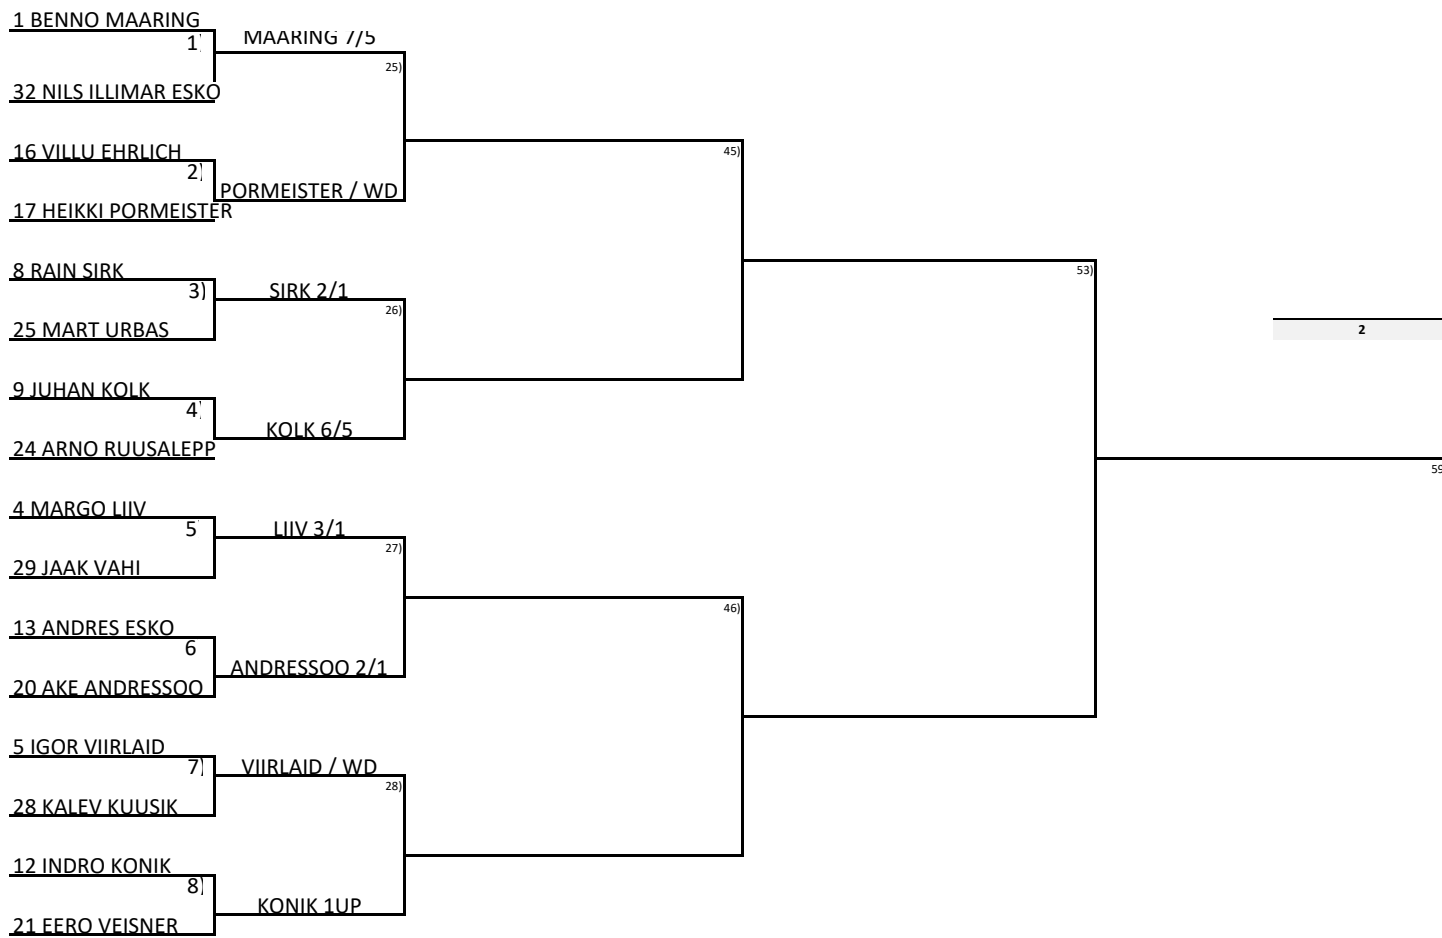 1 BENNO MAARING
1)
MAARING 7/5
25)
32 NILS ILLIMAR ESKO
16 VILLU EHRLICH
2)
PORMEISTER / WD
17 HEIKKI PORMEISTER
45)
8 RAIN SIRK
3)
SIRK 2/1
26)
25 MART URBAS
53)
2
9 JUHAN KOLK
4)
KOLK 6/5
24 ARNO RUUSALEPP
59
4 MARGO LIIV
5
LIIV 3/1
27)
29 JAAK VAHI
13 ANDRES ESKO
6
ANDRESSOO 2/1
20 AKE ANDRESSOO
46)
5 IGOR VIIRLAID
7)
VIIRLAID / WD
28)
28 KALEV KUUSIK
12 INDRO KONIK
8)
KONIK 1UP
21 EERO VEISNER